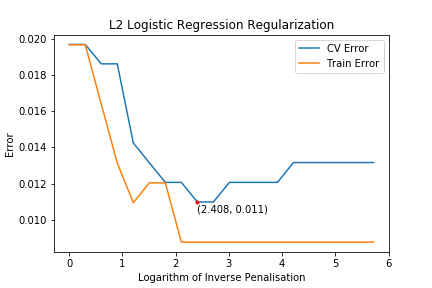 L2 Logistic Regression Regularization
CV Error
Train Error
0.020
0.018
0.016
0.014
0.012
0.010
Error
(2.408, 0.011)
0 1 2 3 4 5 6
Logarithm of Inverse Penalisation